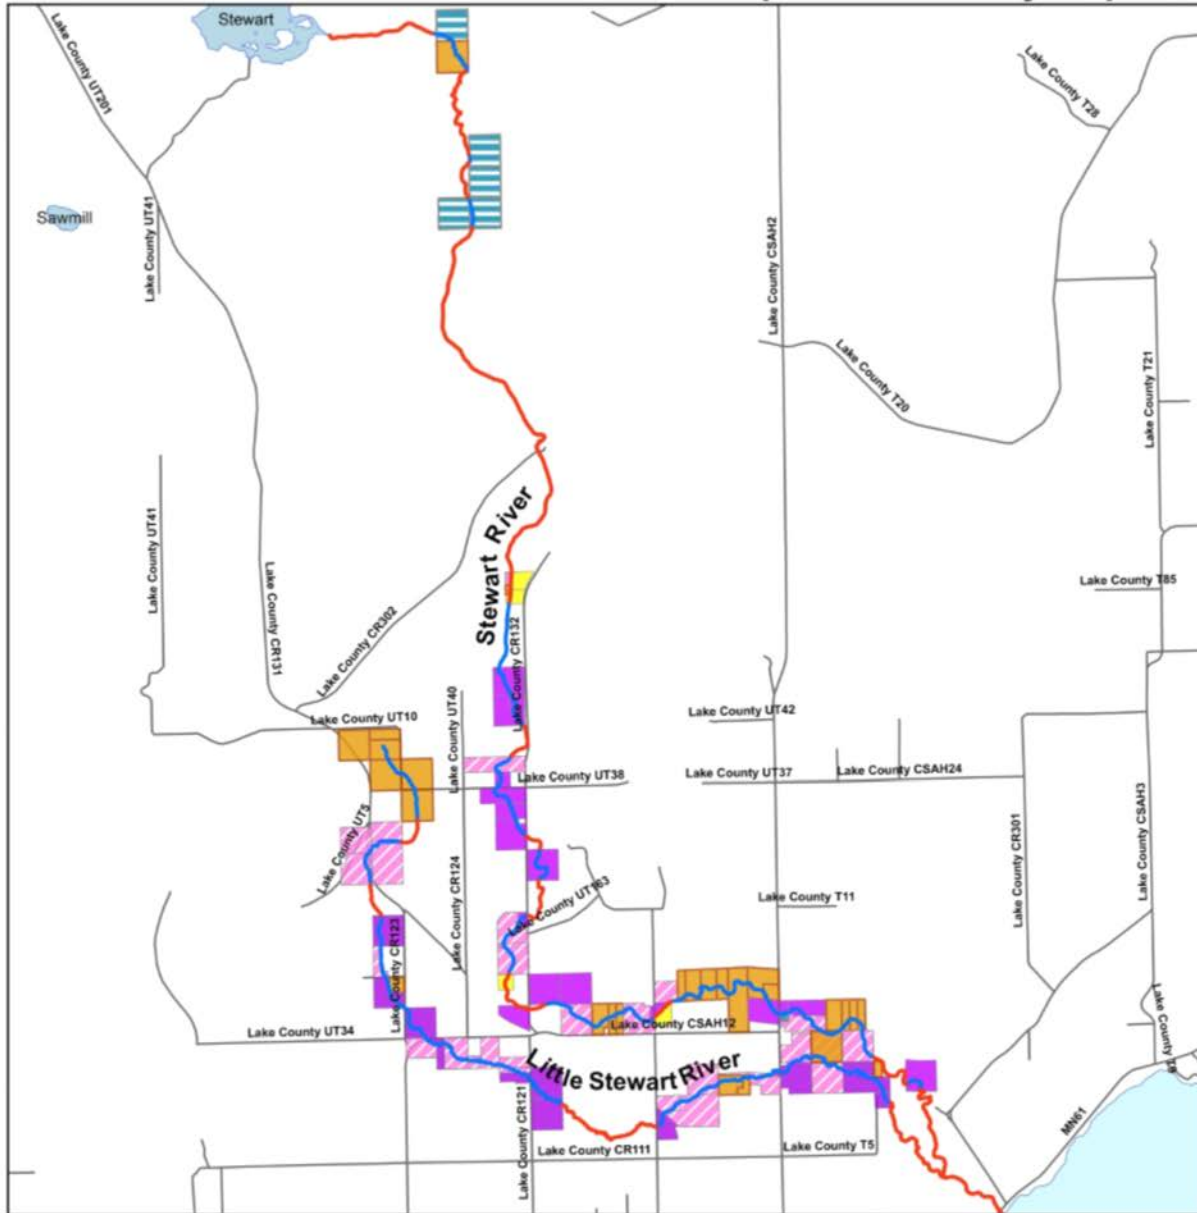 Stewart
Lake County UT201
Lake County T28
Sawmill
Lake County UT41
Lake County CSAH2
Lake County T20
Lake County T21
Lake County UT41
Stewart River
Lake County T85
Lake County CR131
Lake County CR302
Lake County CR132
Lake County UT10
Lake County UT40
Lake County UT42
Lake County UT38
Lake County UT37
Lake County CSAH24
Lake County UT5
Lake County CR301
Lake County CSAH3
Lake County CR124
Lake County UT163
Lake County T11
Lake County CR123
Lake County UT34
Lake County CSAH12
Little Stewart River
Lake County CR121
Lake County CR111
Lake County T5
MN61